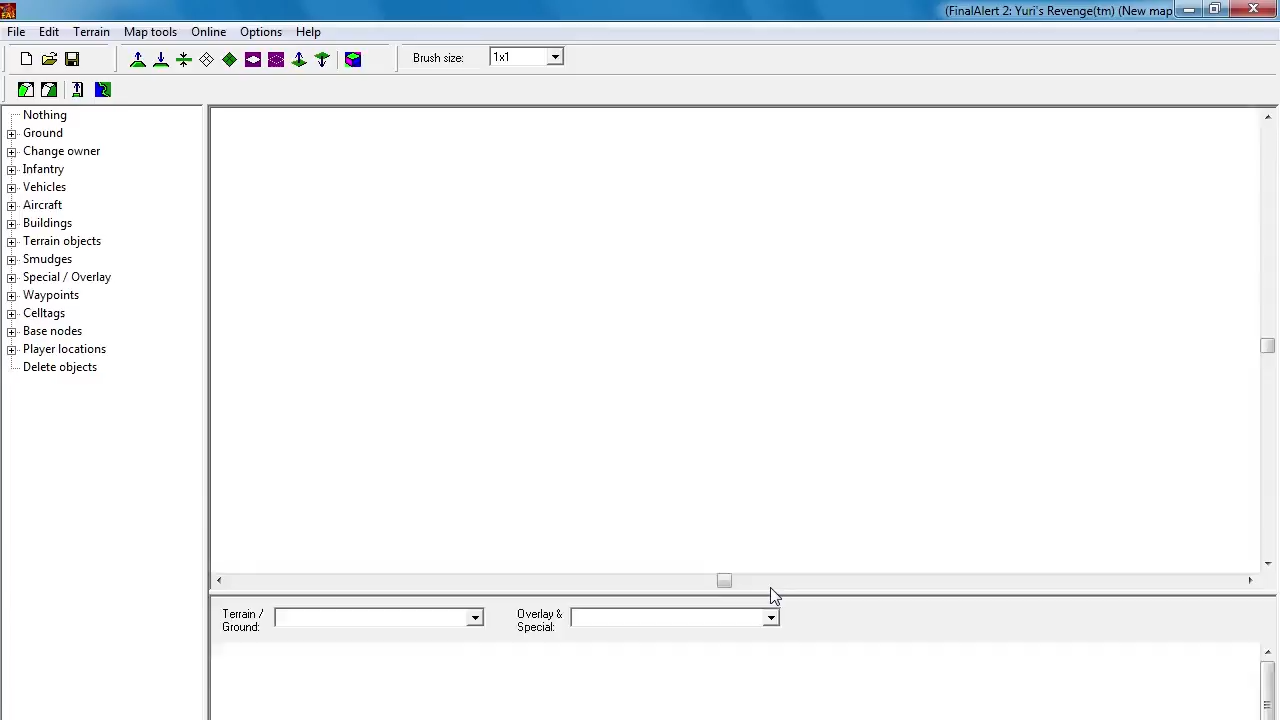 (FinalAlert 2: Yuri's Revenge(tm) (New map
File Edit Terrain Map tools Online Options Help
Brush size: 1x1
Nothing
Ground
Change owner
Infantry
Vehicles
Aircraft
Buildings
Terrain objects
Smudges
Special / Overlay
Waypoints
Celltags
Base nodes
Player locations
Delete objects
Terrain / Ground:
Overlay & Special: